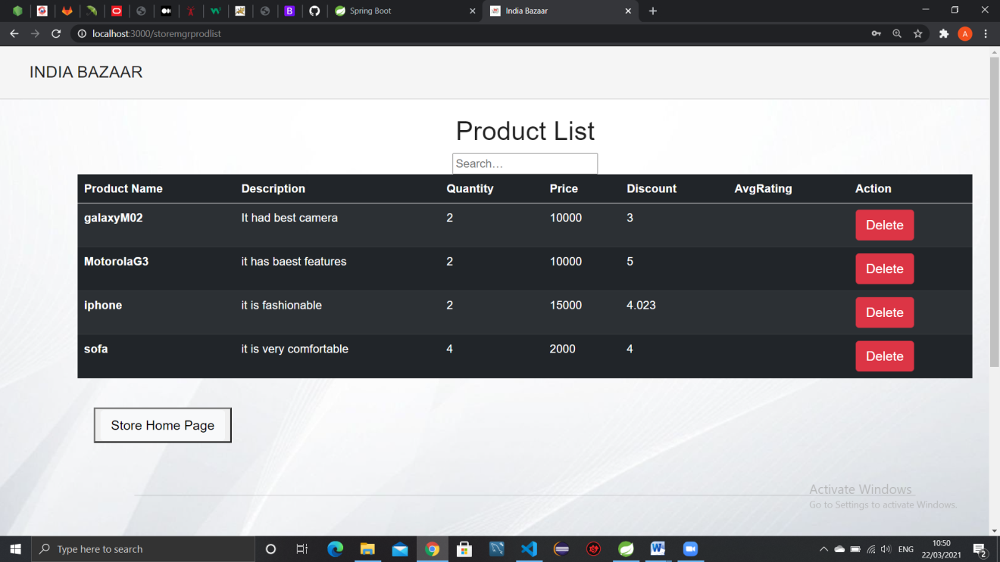 Spring Boot
India Bazaar
localhost:3000/storemgrprodlist
A
INDIA BAZAAR
Product List
Search…
Product Name Description Quantity Price Discount AvgRating Action
galaxyM02 It had best camera 2 10000 3 Delete
MotorolaG3 it has baest features 2 10000 5 Delete
iphone it is fashionable 2 15000 4.023 Delete
sofa it is very comfortable 4 2000 4 Delete
Store Home Page
Activate Windows
Go to Settings to activate Windows.
Type here to search
ENG
10:50
22/03/2021
2